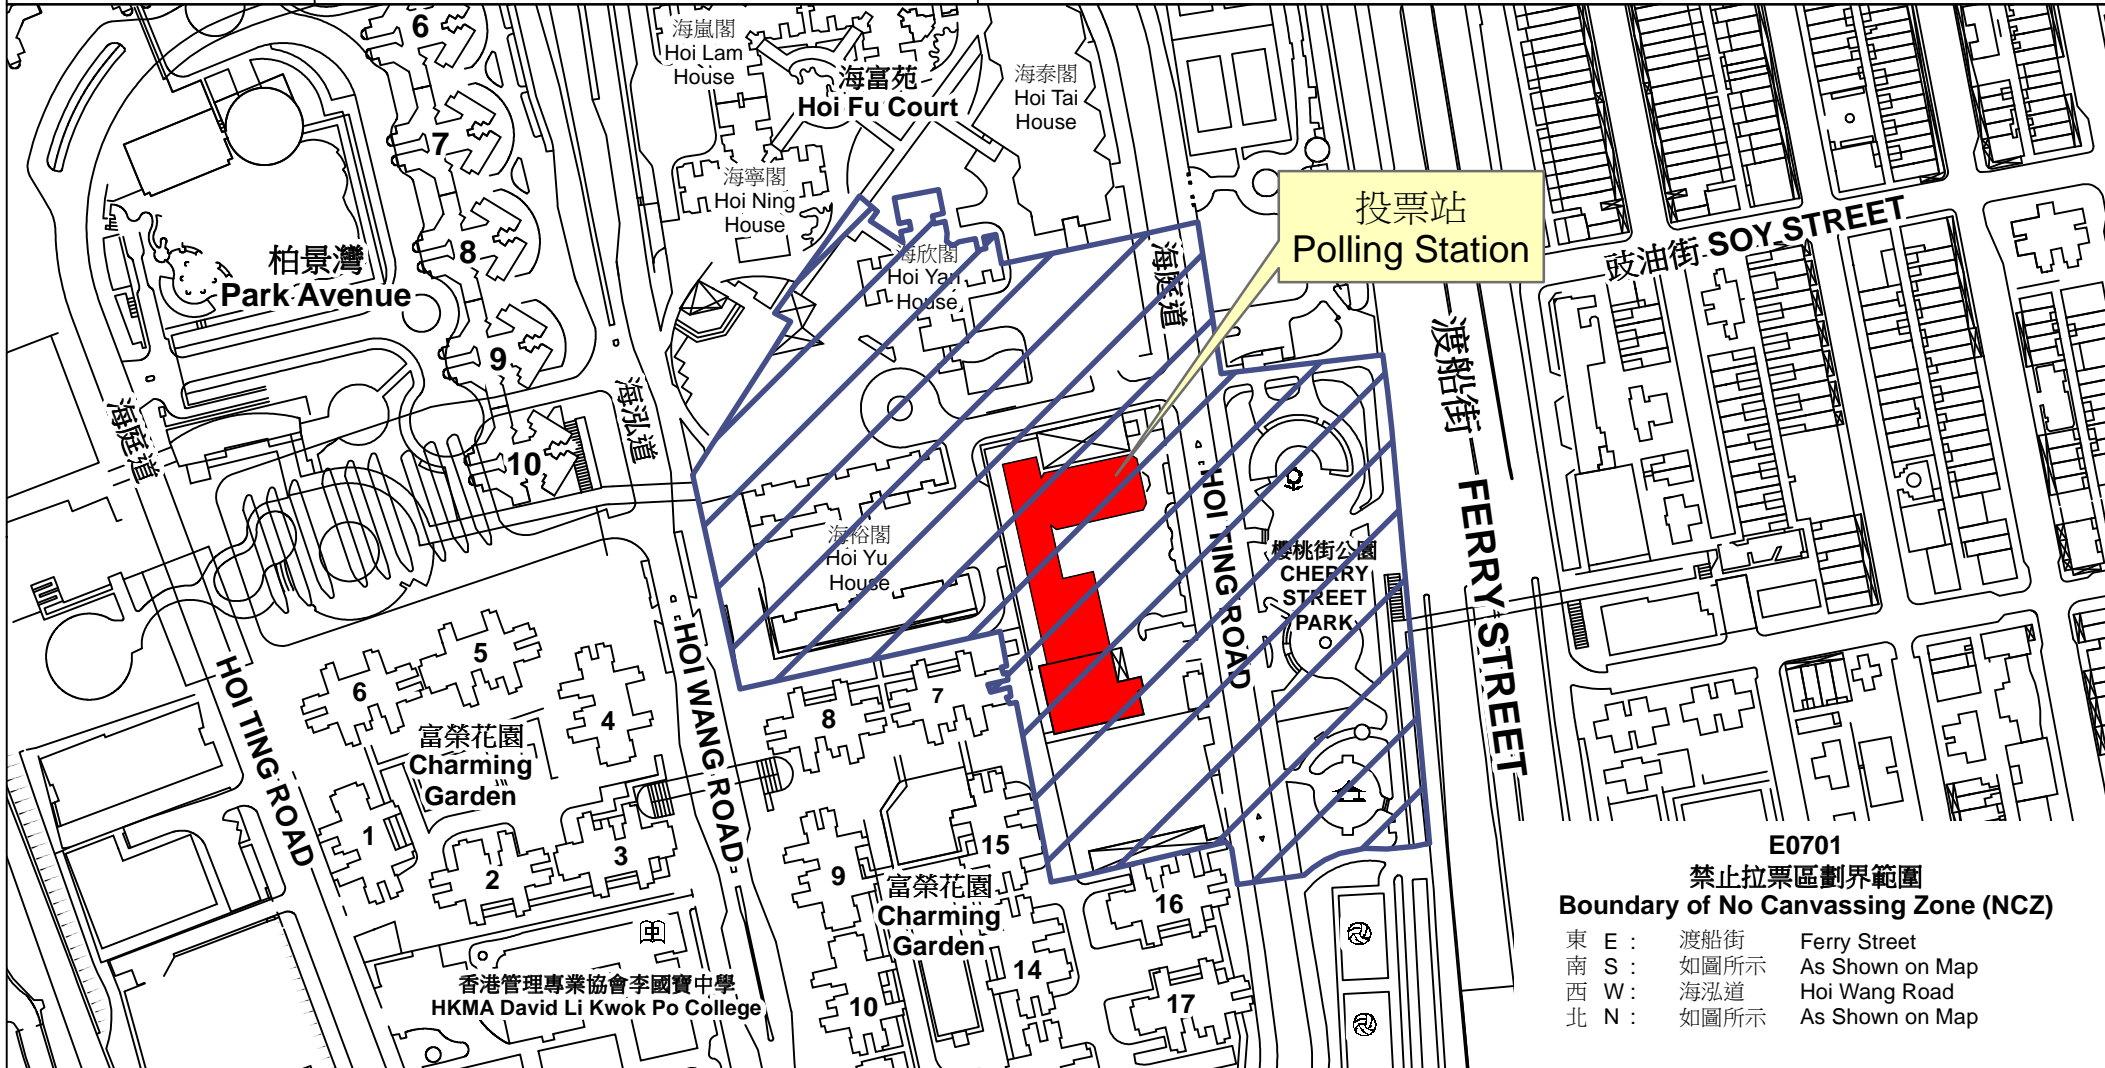 6
海嵐閣
Hoi Lam
House
海富苑
Hoi Fu Court
海泰閣
Hoi Tai
House
7
海寧閣
Hoi Ning
House
投票站
Polling Station
豉油街 SOY STREET
柏景灣
Park Avenue
8
海欣閣
Hoi Yan
House
海庭道
渡船街
9
海庭道
海泓道
10
海裕閣
Hoi Yu
House
HOI TING ROAD
櫻桃街公園
CHERRY
STREET
PARK
FERRY STREET
HOI TING ROAD
HOI WANG ROAD
6
5
4
富榮花園
Charming
Garden
8
7
1
2
3
9
15
富榮花園
Charming
Garden
16
14
10
17
香港管理專業協會李國寶中學
HKMA David Li Kwok Po College
E0701
禁止拉票區劃界範圍
Boundary of No Canvassing Zone (NCZ)
東 E : 渡船街 Ferry Street
南 S : 如圖所示 As Shown on Map
西 W : 海泓道 Hoi Wang Road
北 N : 如圖所示 As Shown on Map